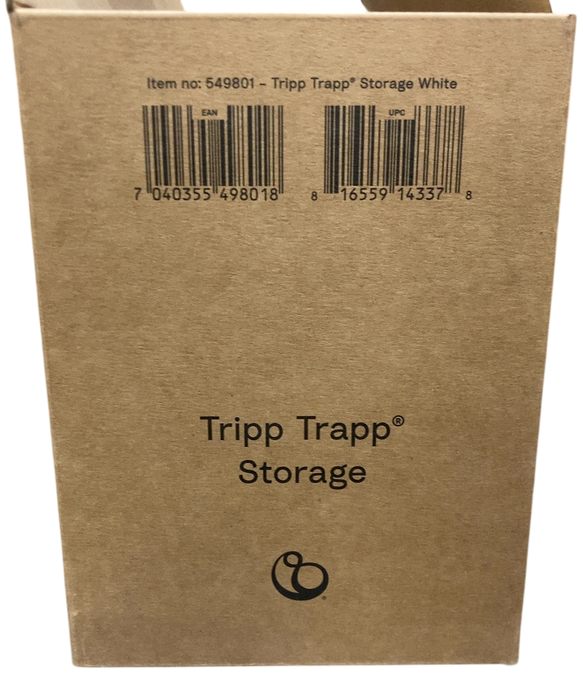 Item no: 549801 – Tripp Trapp® Storage White
EAN UPC
7 040355 498018 8 16559 14337 8
Tripp Trapp®
Storage
®